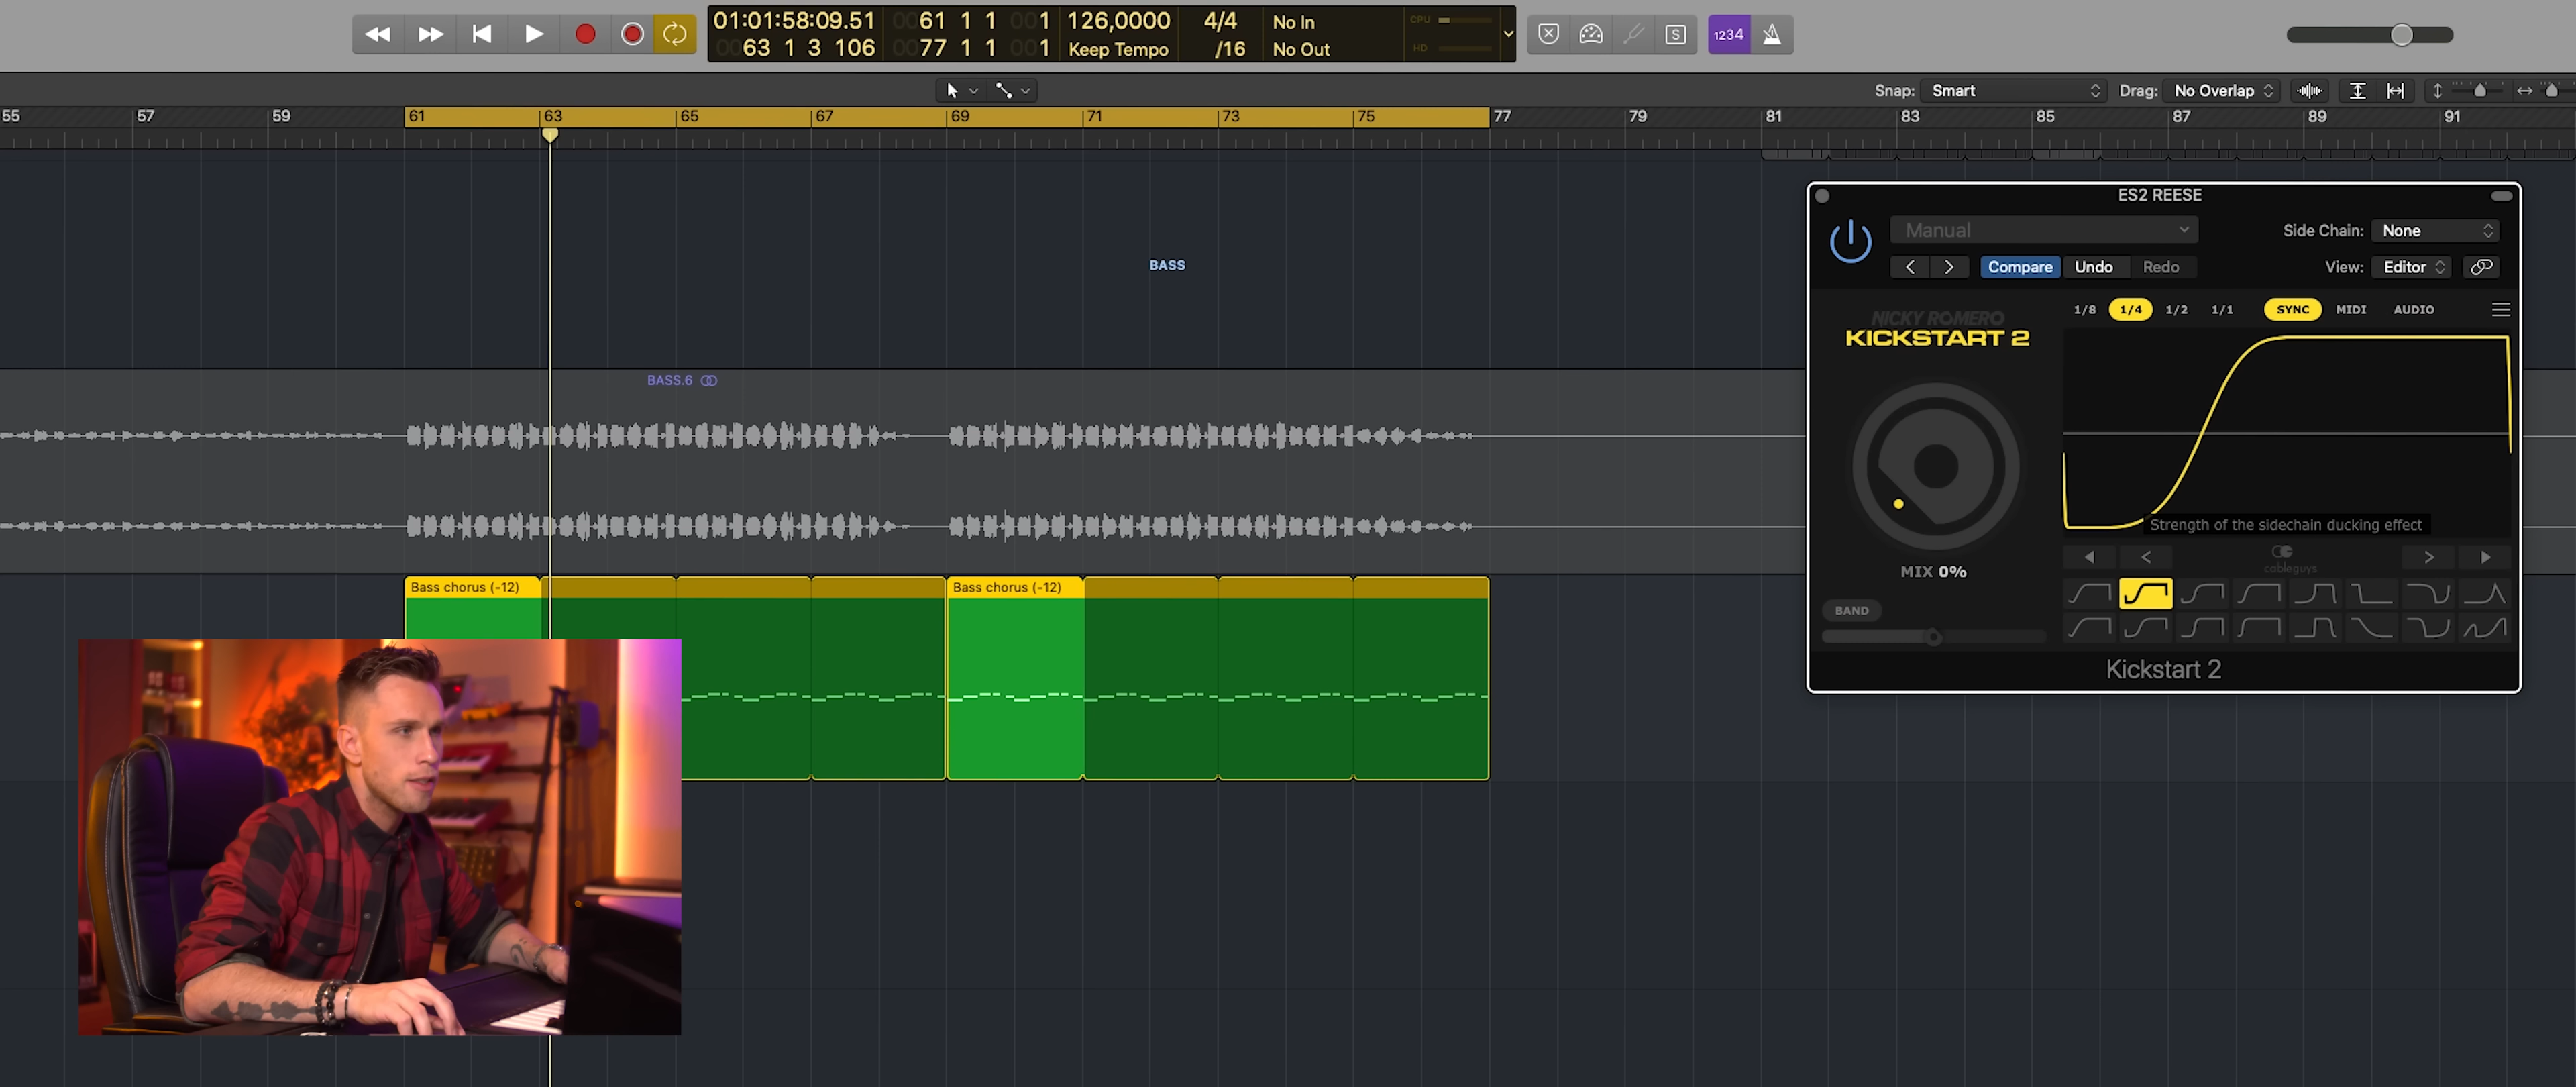 01:01:58:09.51 0061 1 1 001 126,0000 4/4 No In CPU
0063 1 3 106 0077 1 1 001 Keep Tempo /16 No Out HD
S 1234
Snap: Smart Drag: No Overlap
55 57 59 61 63 65 67 69 71 73 75 77 79 81 83 85 87 89 91
BASS
BASS.6
Bass chorus (-12) Bass chorus (-12)
ES2 REESE
Manual Side Chain: None
Compare Undo Redo View: Editor
1/8 1/4 1/2 1/1 SYNC MIDI AUDIO
NICKY ROMERO
KICKSTART 2
Strength of the sidechain ducking effect
cableguys
MIX 0%
BAND
Kickstart 2